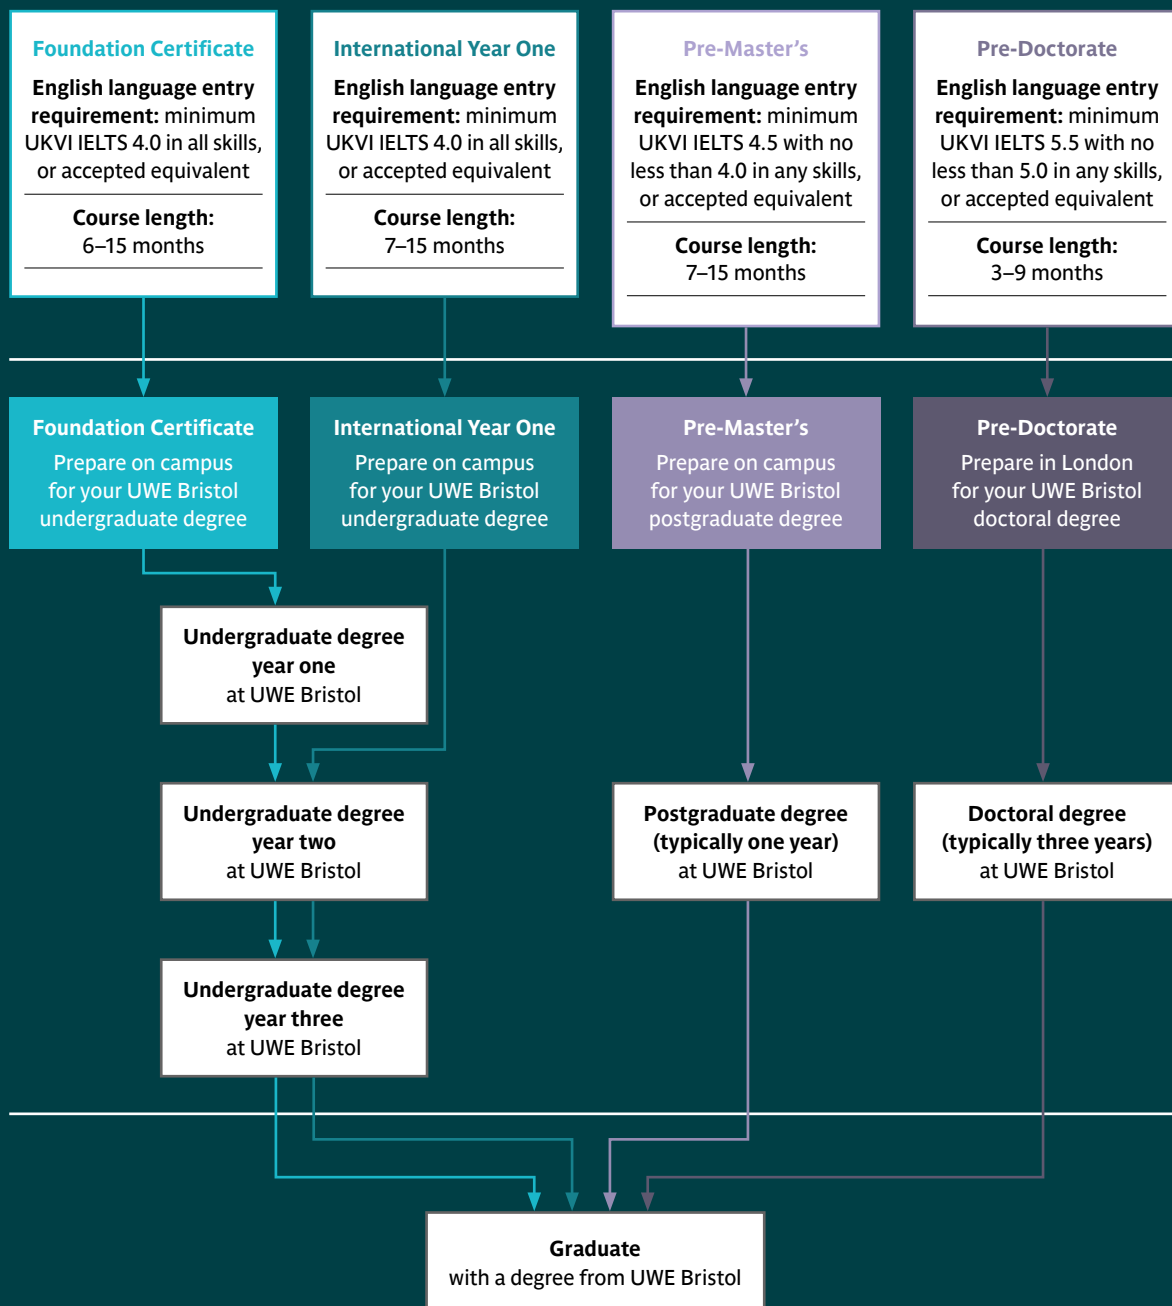 Foundation Certificate
English language entry
requirement: minimum
UKVI IELTS 4.0 in all skills,
or accepted equivalent
Course length:
6–15 months
International Year One
English language entry
requirement: minimum
UKVI IELTS 4.0 in all skills,
or accepted equivalent
Course length:
7–15 months
Pre-Master's
English language entry
requirement: minimum
UKVI IELTS 4.5 with no
less than 4.0 in any skills,
or accepted equivalent
Course length:
7–15 months
Pre-Doctorate
English language entry
requirement: minimum
UKVI IELTS 5.5 with no
less than 5.0 in any skills,
or accepted equivalent
Course length:
3–9 months
Foundation Certificate
Prepare on campus
for your UWE Bristol
undergraduate degree
International Year One
Prepare on campus
for your UWE Bristol
undergraduate degree
Pre-Master's
Prepare on campus
for your UWE Bristol
postgraduate degree
Pre-Doctorate
Prepare in London
for your UWE Bristol
doctoral degree
Undergraduate degree
year one
at UWE Bristol
Undergraduate degree
year two
at UWE Bristol
Postgraduate degree
(typically one year)
at UWE Bristol
Doctoral degree
(typically three years)
at UWE Bristol
Undergraduate degree
year three
at UWE Bristol
Graduate
with a degree from UWE Bristol